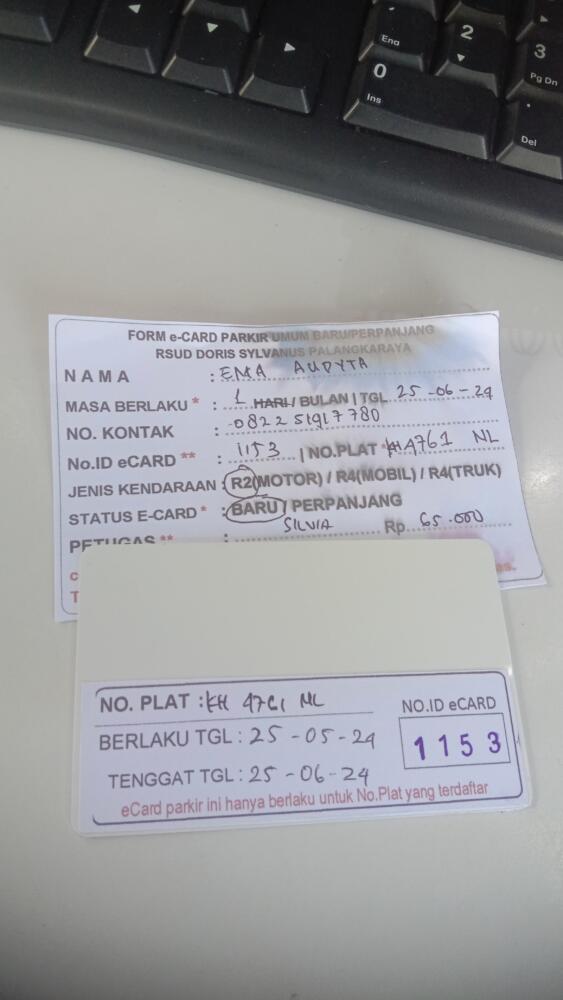 Ena
2
3
Pg Dn
0
Ins
.
Del
FORM e-CARD PARKIR UMUM BARU/PERPANJANG
RSUD DORIS SYLVANUS PALANGKARAYA
NAMA : EMA AUDYTA
MASA BERLAKU * : 1 HARI / BULAN | TGL. 25-06-24
NO. KONTAK : 082251917780
No.ID eCARD ** : 1153 | NO.PLAT * KH 4761 NL
JENIS KENDARAAN : R2(MOTOR) / R4(MOBIL) / R4(TRUK)
STATUS E-CARD * : BARU / PERPANJANG
PETUGAS ** : SILVIA Rp. 65.000
NO. PLAT : KH 4761 NL
NO.ID eCARD
1153
BERLAKU TGL : 25-05-24
TENGGAT TGL : 25-06-24
eCard parkir ini hanya berlaku untuk No.Plat yang terdaftar